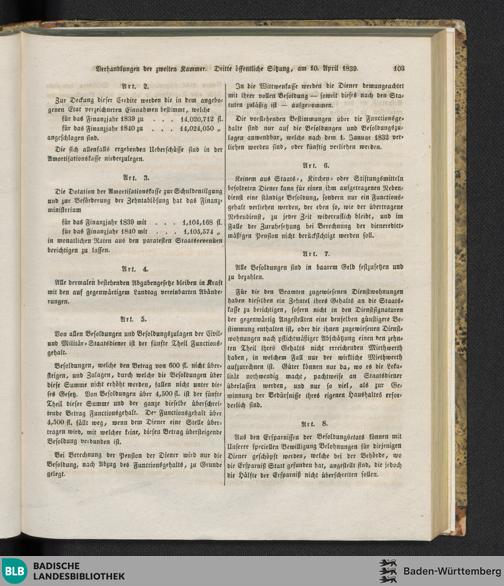 Verhandlungen der zweiten Kammer. Dritte öffentliche Sitzung, am 10. April 1839. 103
Art. 2.
Zur Deckung dieser Credite werden die in dem angebo-
genen Etat verzeichneten Einnahmen bestimmt, welche
für das Finanzjahr 1839 zu . . . 14,020,712 fl.
für das Finanzjahr 1840 zu . . . 14,024,050 „
angeschlagen sind.
Die sich allenfalls ergebenden Ueberschüsse sind in der
Amortisationskasse niederzulegen.
Art. 3.
Die Dotation der Amortisationskasse zur Schuldentilgung
und zur Beförderung der Zehntablösung hat das Finanz-
ministerium
für das Finanzjahr 1839 mit . . . 1,104,168 fl.
für das Finanzjahr 1840 mit . . . 1,105,574 „
in monatlichen Raten aus den paratesten Staatsrevenüen
berichtigen zu lassen.
Art. 4.
Alle dermalen bestehenden Abgabengesetze bleiben in Kraft
mit den auf gegenwärtigem Landtag vereinbarten Abände-
rungen.
Art. 5.
Von allen Besoldungen und Besoldungszulagen der Civil-
und Militär-Staatsdiener ist der fünfte Theil Functions-
gehalt.
Besoldungen, welche den Betrag von 600 fl. nicht über-
steigen, und Zulagen, durch welche die Besoldungen über
diese Summe nicht erhöht werden, fallen nicht unter die-
ses Gesetz. Von Besoldungen über 4,500 fl. ist der fünfte
Theil dieser Summe und der ganze dieselbe überschrei-
tende Betrag Functionsgehalt. Der Functionsgehalt über
4,500 fl. fällt weg, wenn dem Diener eine Stelle über-
tragen wird, mit welcher keine, diesen Betrag übersteigende
Besoldung verbunden ist.
Bei Berechnung der Pension der Diener wird nur die
Besoldung, nach Abzug des Functionsgehalts, zu Grunde
gelegt.
In die Wittwenkasse werden die Diener demungeachtet
mit ihrer vollen Besoldung — soweit dieses nach den Sta-
tuten zulässig ist — aufgenommen.
Die vorstehenden Bestimmungen über die Functionsge-
halte sind nur auf die Besoldungen und Besoldungszu-
lagen anwendbar, welche nach dem 1. Januar 1832 ver-
liehen worden sind, oder künftig verliehen werden.
Art. 6.
Keinem aus Staats-, Kirchen- oder Stiftungsmitteln
besoldeten Diener kann für einen ihm aufgetragenen Neben-
dienst eine ständige Besoldung, sondern nur ein Functions-
gehalt verliehen werden, der eben so, wie der übertragene
Nebendienst, zu jeder Zeit widerruflich bleibt, und im
Falle der Zuruhesetzung bei Berechnung der dieneredict-
mäßigen Pension nicht berücksichtigt werden soll.
Art. 7.
Alle Besoldungen sind in baarem Geld festzusetzen und
zu bezahlen.
Für die den Beamten zugewiesenen Dienstwohnungen
haben dieselben ein Zehntel ihres Gehalts an die Staats-
kasse zu berichtigen, sofern nicht in den Dienstsignaturen
der gegenwärtig Angestellten eine denselben günstigere Be-
stimmung enthalten ist, oder die ihnen zugewiesenen Dienst-
wohnungen nach pflichtmäßiger Abschätzung einen den zehn-
ten Theil ihres Gehalts nicht erreichenden Miethwerth
haben, in welchem Fall nur der wirkliche Miethwerth
aufzurechnen ist. Güter können nur da, wo es die Loka-
lität nothwendig macht, pachtweise an Staatsdiener
überlassen werden, und nur so viel, als zur Ge-
winnung der Bedürfnisse ihres eigenen Haushaltes erfor-
derlich sind.
Art. 8.
Aus den Ersparnissen der Besoldungsetats können mit
Unserer speciellen Bewilligung Belohnungen für diejenigen
Diener geschöpft werden, welche bei der Behörde, wo
die Ersparniß Statt gefunden hat, angestellt sind, die jedoch
die Hälfte der Ersparniß nicht überschreiten sollen.
BLB BADISCHE
LANDESBIBLIOTHEK
Baden-Württemberg